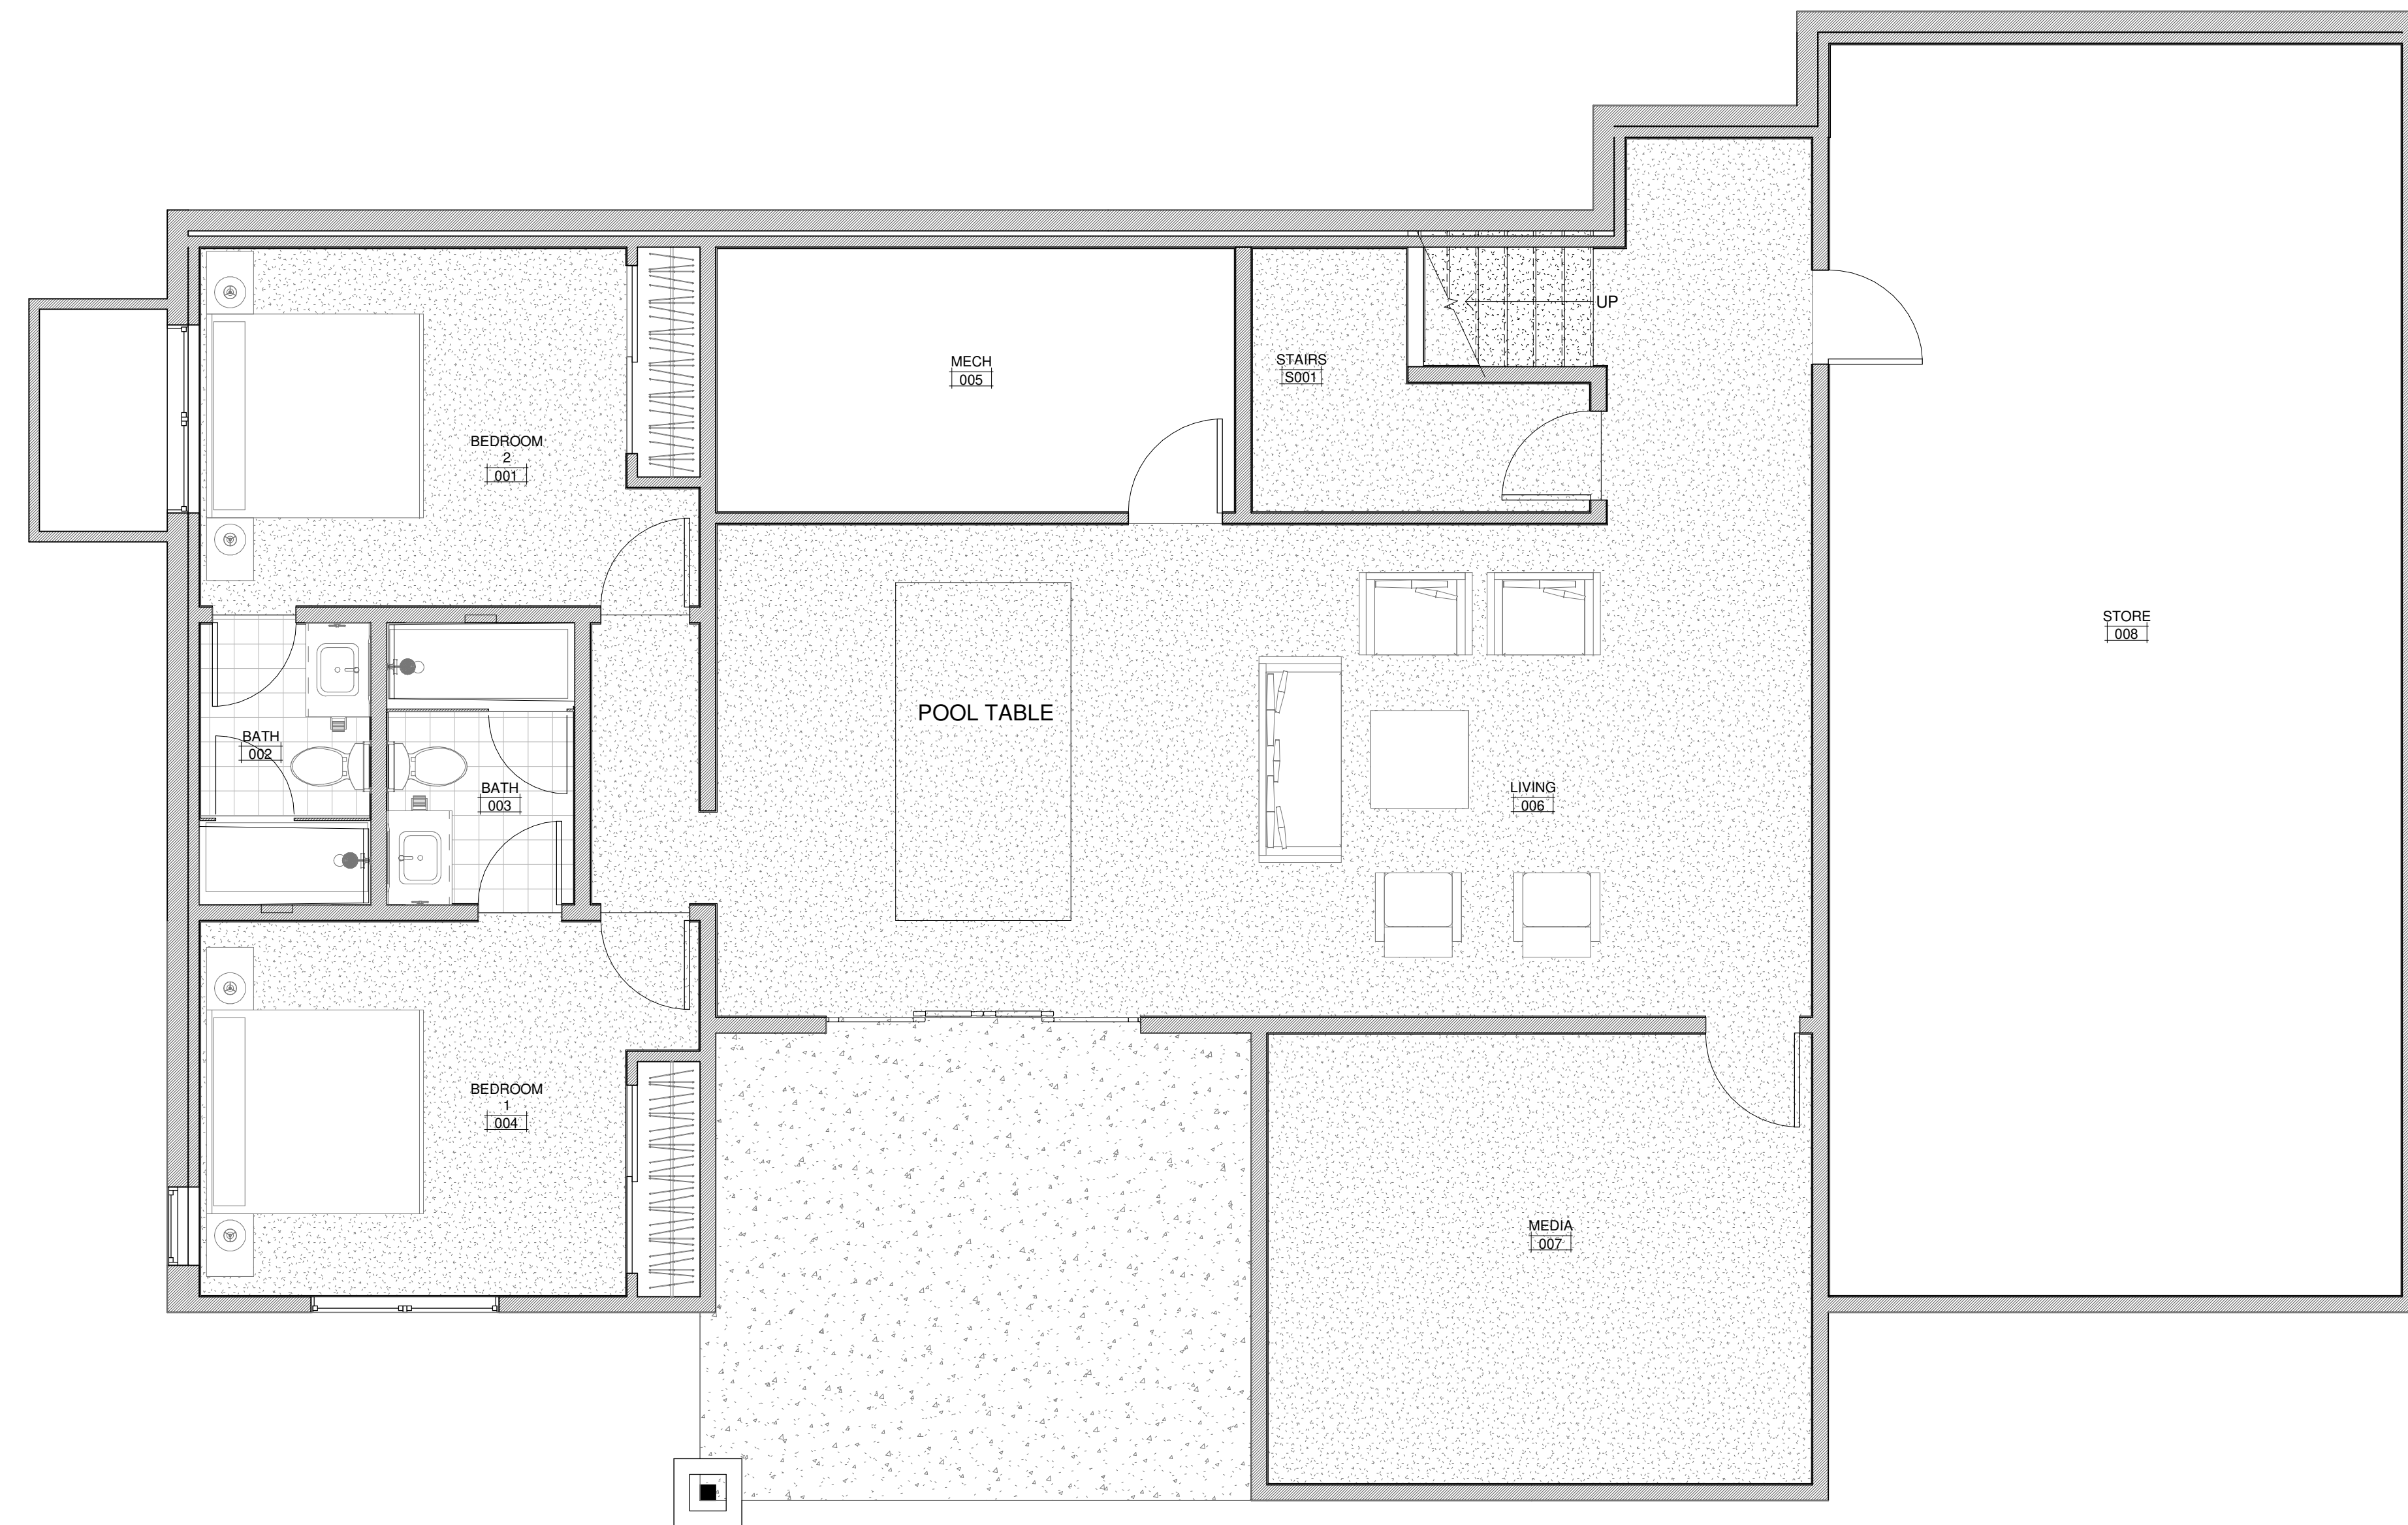 UP
MECH
005
STAIRS
S001
BEDROOM
2
001
STORE
008
POOL TABLE
BATH
002
BATH
003
LIVING
006
BEDROOM
1
004
MEDIA
007